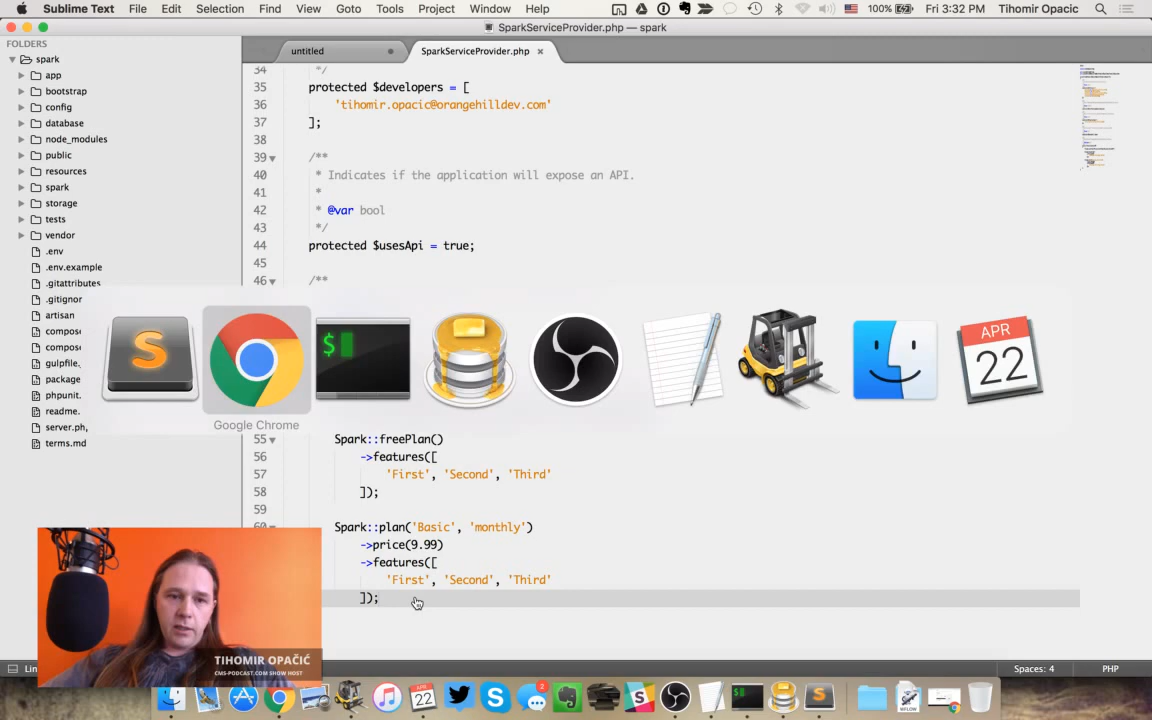 Sublime Text File Edit Selection Find View Goto Tools Project Window Help 100% Fri 3:32 PM Tihomir Opacic
SparkServiceProvider.php — spark
FOLDERS
spark
app
bootstrap
config
database
node_modules
public
resources
spark
storage
tests
vendor
.env
.env.example
.gitattributes
.gitignor
artisan
compos
compos
gulpfile.
package
phpunit.
readme.
server.ph
terms.md
untitled
SparkServiceProvider.php ×
34 */
35 protected $developers = [
36 'tihomir.opacic@orangehilldev.com'
37 ];
38
39 /**
40 * Indicates if the application will expose an API.
41 *
42 * @var bool
43 */
44 protected $usesApi = true;
45
46 /**
S
$
APR
22
Google Chrome
55 Spark::freePlan()
56 ->features([
57 'First', 'Second', 'Third'
58 ]);
59
60 Spark::plan('Basic', 'monthly')
->price(9.99)
->features([
'First', 'Second', 'Third'
]);
TIHOMIR OPAČIĆ
CMS-PODCAST.COM SHOW HOST
Lin
Spaces: 4 PHP
22
2